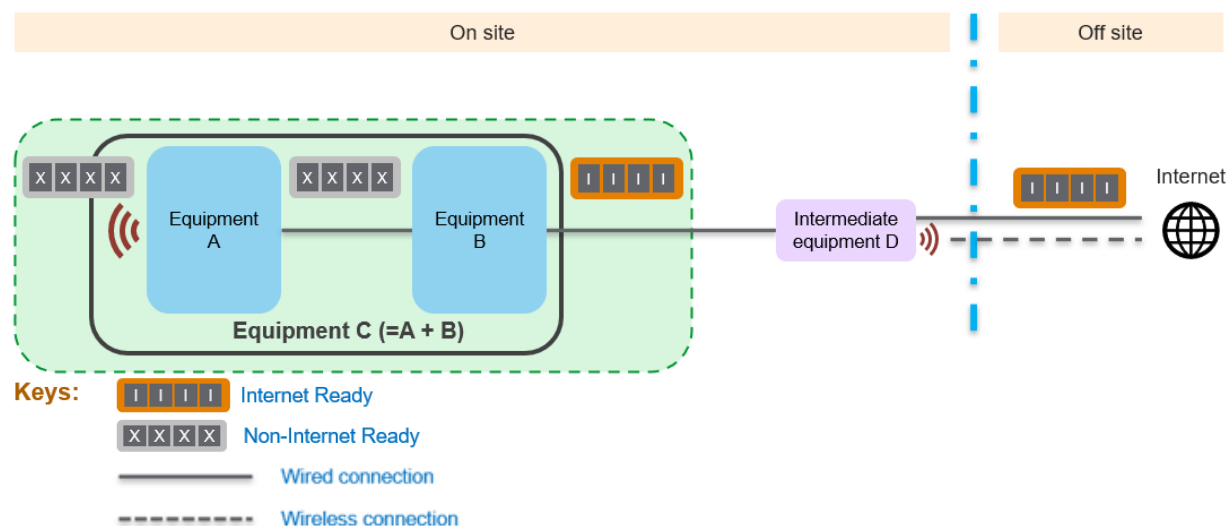 On site
Off site
X X X X
X X X X
I I I I
I I I I
Internet
Equipment
A
Equipment
B
Intermediate
equipment D
Equipment C (=A + B)
Keys:
I I I I Internet Ready
X X X X Non-Internet Ready
Wired connection
Wireless connection